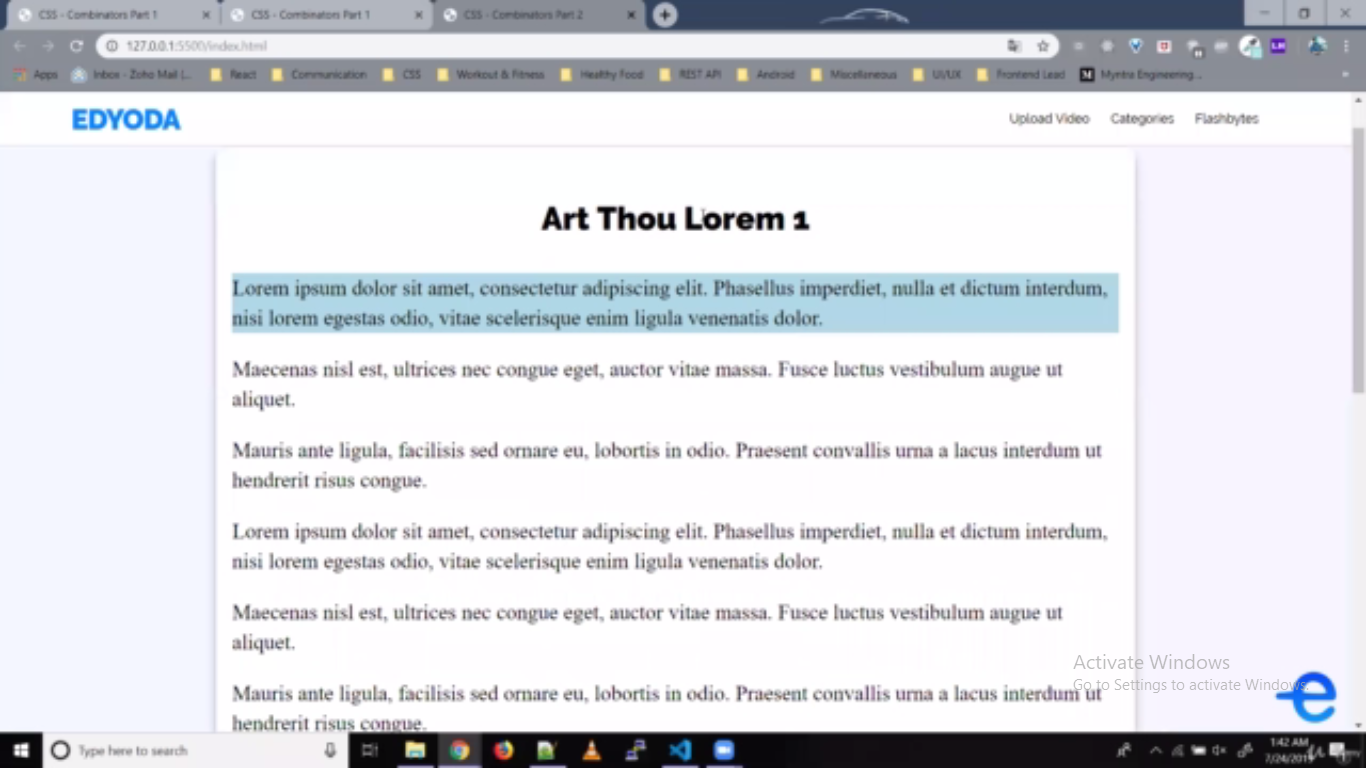 CSS - Combinators Part 1
CSS - Combinators Part 1
CSS - Combinators Part 2
127.0.0.1:5500/index.html
Apps
Inbox - Zoho Mail (...
React
Communication
CSS
Workout & Fitness
Healthy Food
REST API
Android
Miscellaneous
UI/UX
Frontend Lead
M
Myntra Engineering...
EDYODA
Upload Video
Categories
Flashbytes
Art Thou Lorem 1
Lorem ipsum dolor sit amet, consectetur adipiscing elit. Phasellus imperdiet, nulla et dictum interdum,
nisi lorem egestas odio, vitae scelerisque enim ligula venenatis dolor.
Maecenas nisl est, ultrices nec congue eget, auctor vitae massa. Fusce luctus vestibulum augue ut
aliquet.
Mauris ante ligula, facilisis sed ornare eu, lobortis in odio. Praesent convallis urna a lacus interdum ut
hendrerit risus congue.
Lorem ipsum dolor sit amet, consectetur adipiscing elit. Phasellus imperdiet, nulla et dictum interdum,
nisi lorem egestas odio, vitae scelerisque enim ligula venenatis dolor.
Maecenas nisl est, ultrices nec congue eget, auctor vitae massa. Fusce luctus vestibulum augue ut
aliquet.
Mauris ante ligula, facilisis sed ornare eu, lobortis in odio. Praesent convallis urna a lacus interdum ut
hendrerit risus congue.
Activate Windows
Go to Settings to activate Windows.
e
Type here to search
1:42 AM